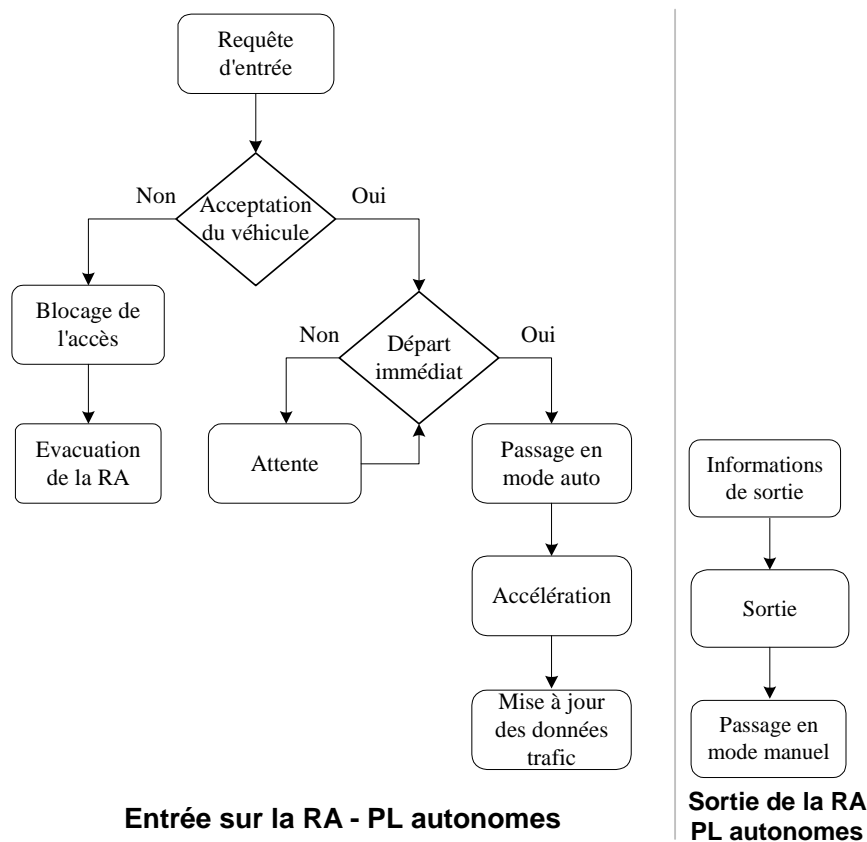 Requête
d'entrée
Non
Oui
Acceptation
du véhicule
Blocage de
l'accès
Non
Oui
Départ
immédiat
Evacuation
de la RA
Attente
Passage en
mode auto
Accélération
Mise à jour
des données
trafic
Entrée sur la RA - PL autonomes
Informations
de sortie
Sortie
Passage en
mode manuel
Sortie de la RA
PL autonomes